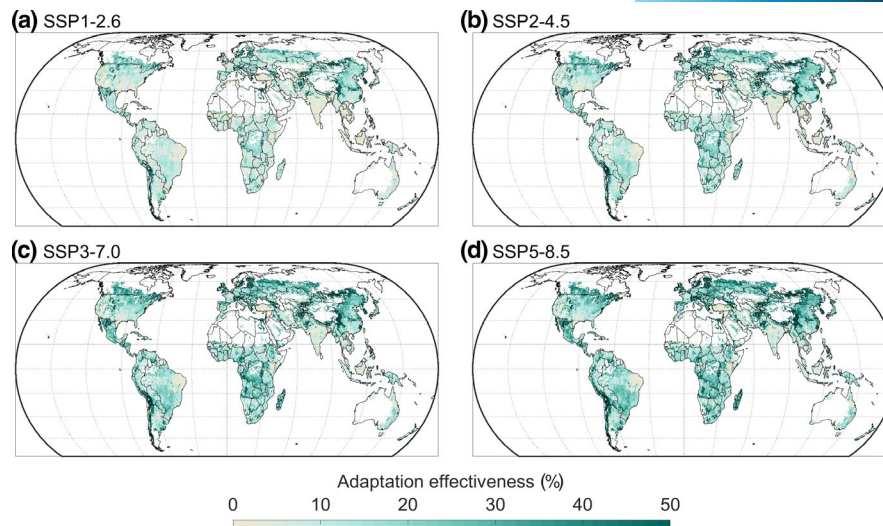 (a) SSP1-2.6
(b) SSP2-4.5
(c) SSP3-7.0
(d) SSP5-8.5
Adaptation effectiveness (%)
0 10 20 30 40 50